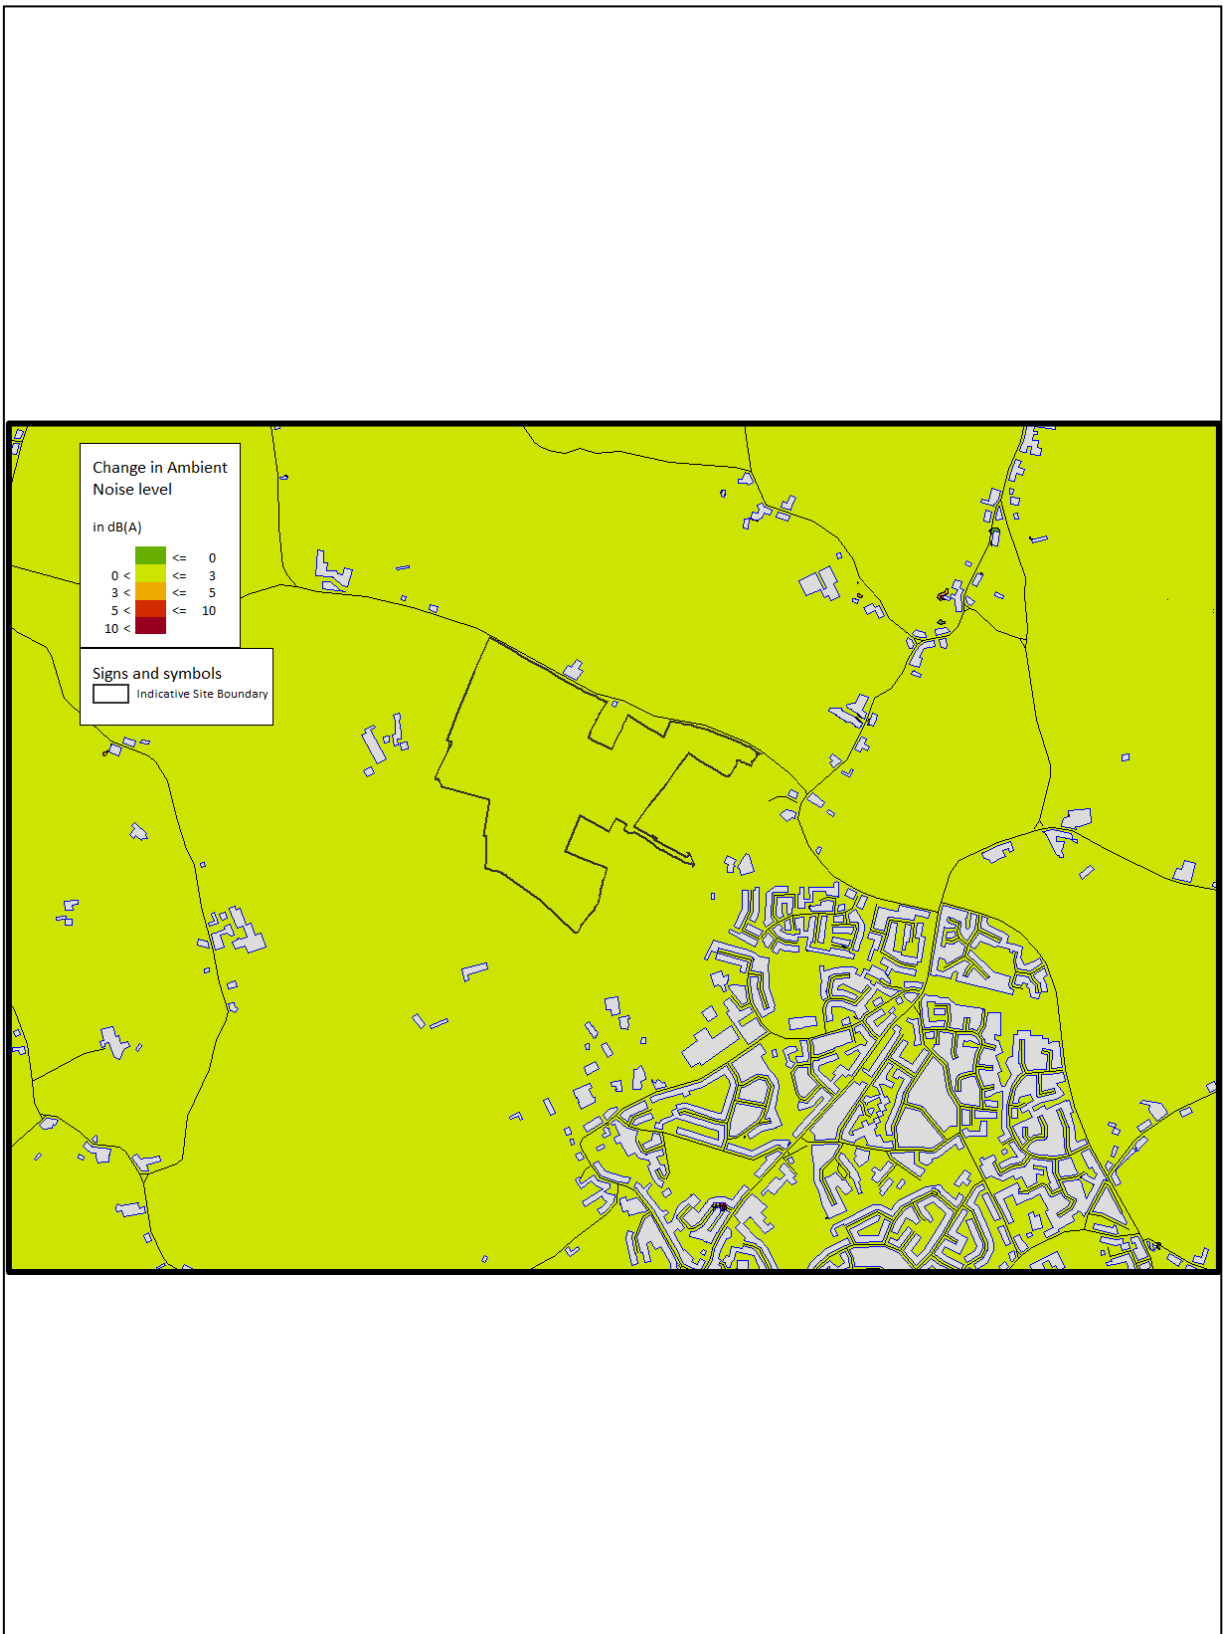 Change in Ambient
Noise level
in dB(A)
<= 0
0 < <= 3
3 < <= 5
5 < <= 10
10 <
Signs and symbols
Indicative Site Boundary